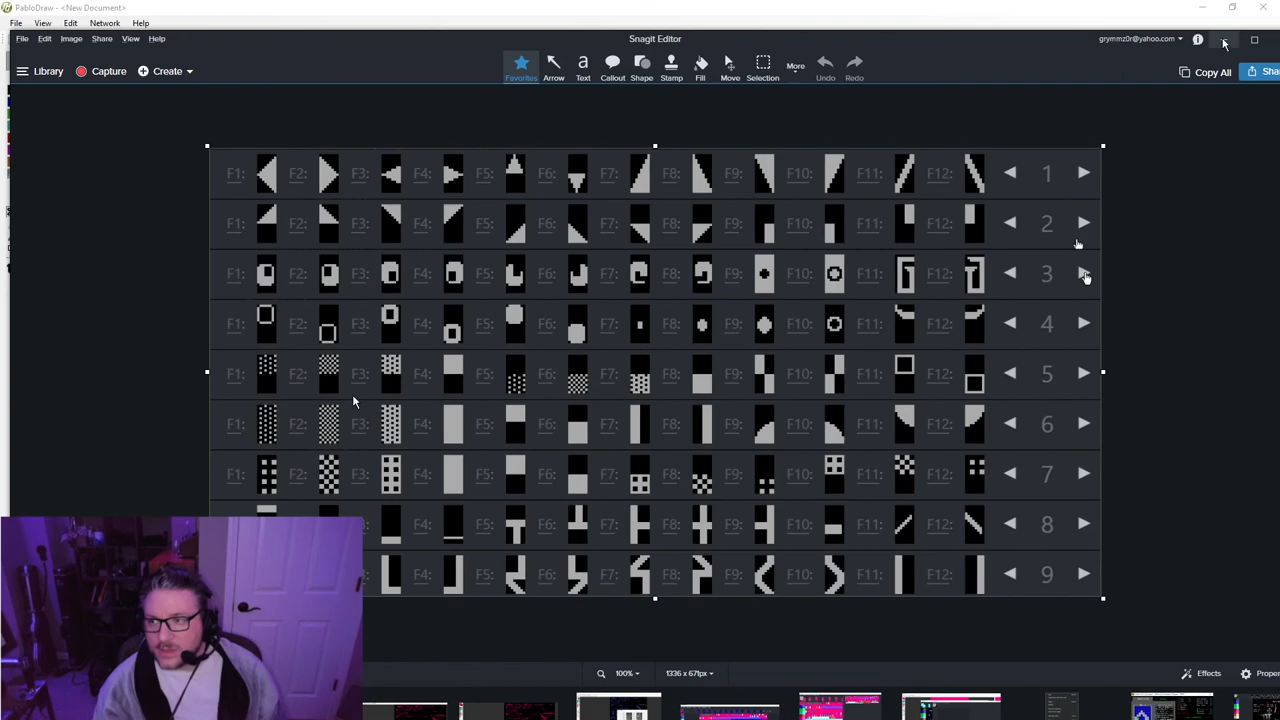 PabloDraw - <New Document>
File View Edit Network Help
File Edit Image Share View Help
Snagit Editor
grymmz0r@yahoo.com
Library Capture Create
Favorites Arrow Text Callout Shape Stamp Fill Move Selection More Undo Redo
Copy All
F1: F2: F3: F4: F5: F6: F7: F8: F9: F10: F11: F12: 1
F1: F2: F3: F4: F5: F6: F7: F8: F9: F10: F11: F12: 2
F1: F2: F3: F4: F5: F6: F7: F8: F9: F10: F11: F12: 3
F1: F2: F3: F4: F5: F6: F7: F8: F9: F10: F11: F12: 4
F1: F2: F3: F4: F5: F6: F7: F8: F9: F10: F11: F12: 5
F1: F2: F3: F4: F5: F6: F7: F8: F9: F10: F11: F12: 6
F1: F2: F3: F4: F5: F6: F7: F8: F9: F10: F11: F12: 7
F4: F5: F6: F7: F8: F9: F10: F11: F12: 8
F4: F5: F6: F7: F8: F9: F10: F11: F12: 9
100% 1336 x 671px Effects